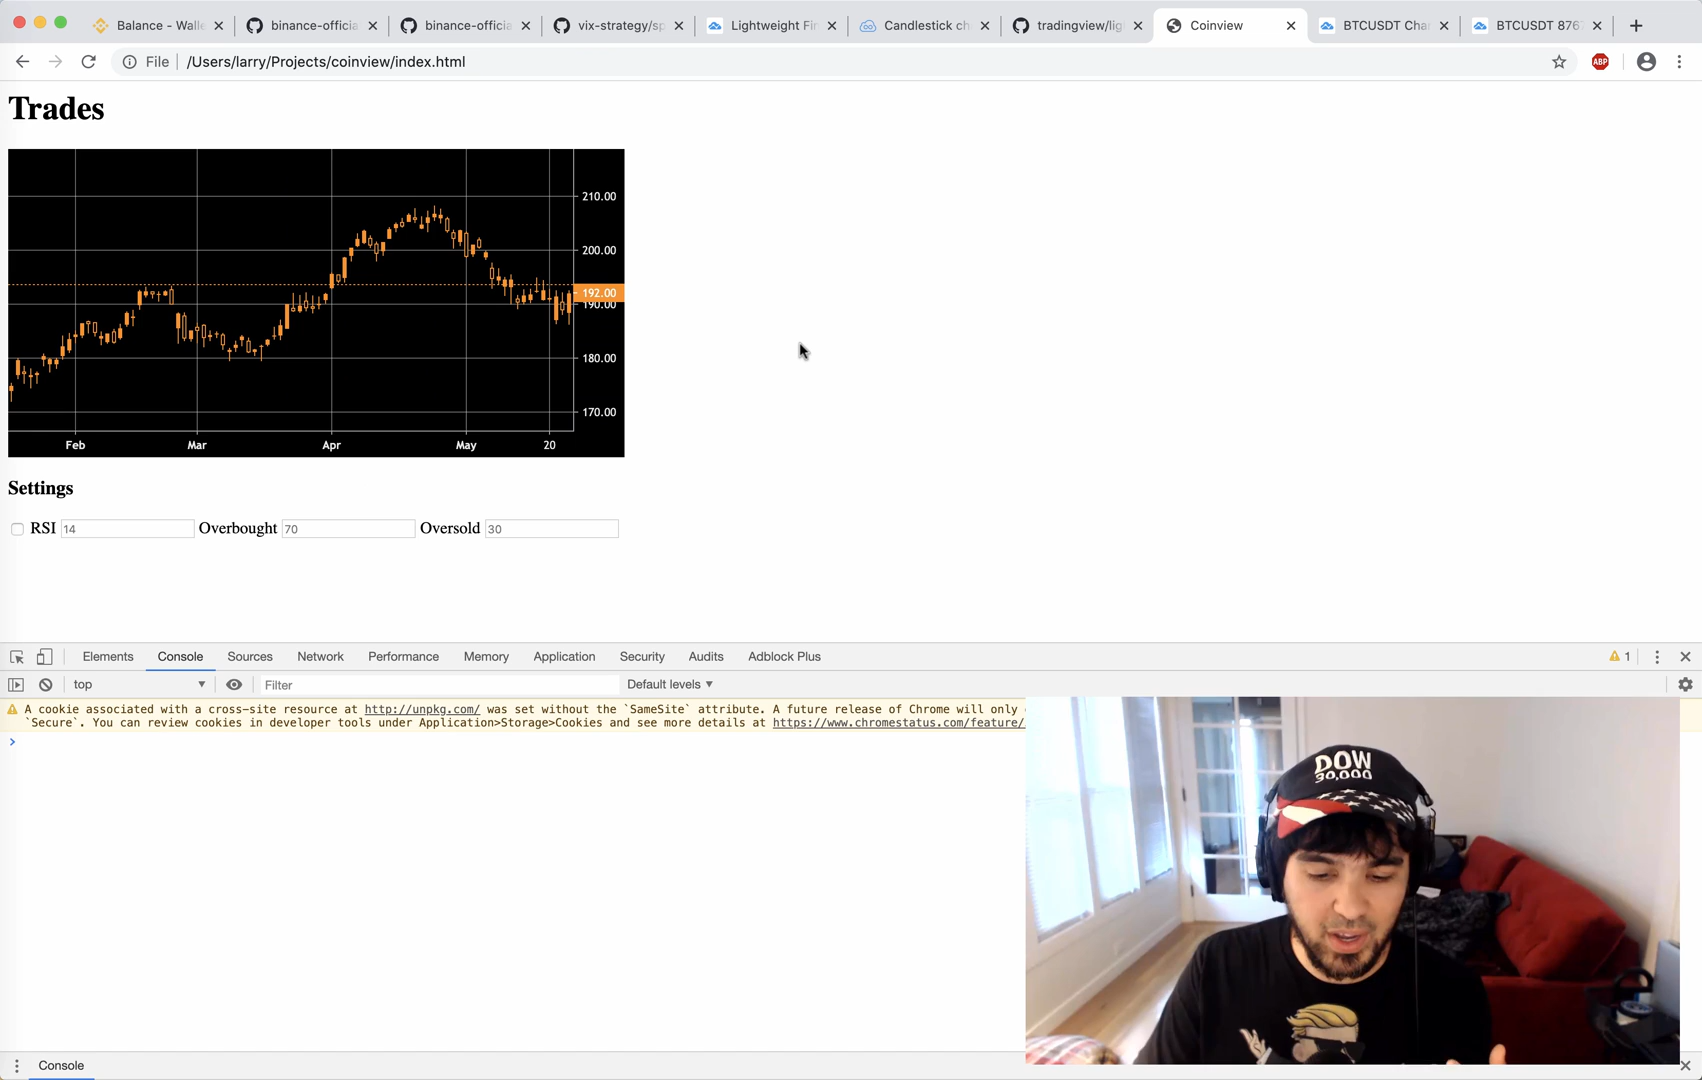 Balance - Walle
binance-officia
binance-officia
vix-strategy/sp
Lightweight Fin
Candlestick ch
tradingview/lig
Coinview
BTCUSDT Cha
BTCUSDT 876
File
/Users/larry/Projects/coinview/index.html
ABP
Trades
210.00
200.00
192.00
190.00
180.00
170.00
Feb Mar Apr May 20
Settings
RSI 14 Overbought 70 Oversold 30
Elements Console Sources Network Performance Memory Application Security Audits Adblock Plus 1
top Filter Default levels
A cookie associated with a cross-site resource at http://unpkg.com/ was set without the `SameSite` attribute. A future release of Chrome will only
`Secure`. You can review cookies in developer tools under Application>Storage>Cookies and see more details at https://www.chromestatus.com/feature/
DOW
30,000
Console